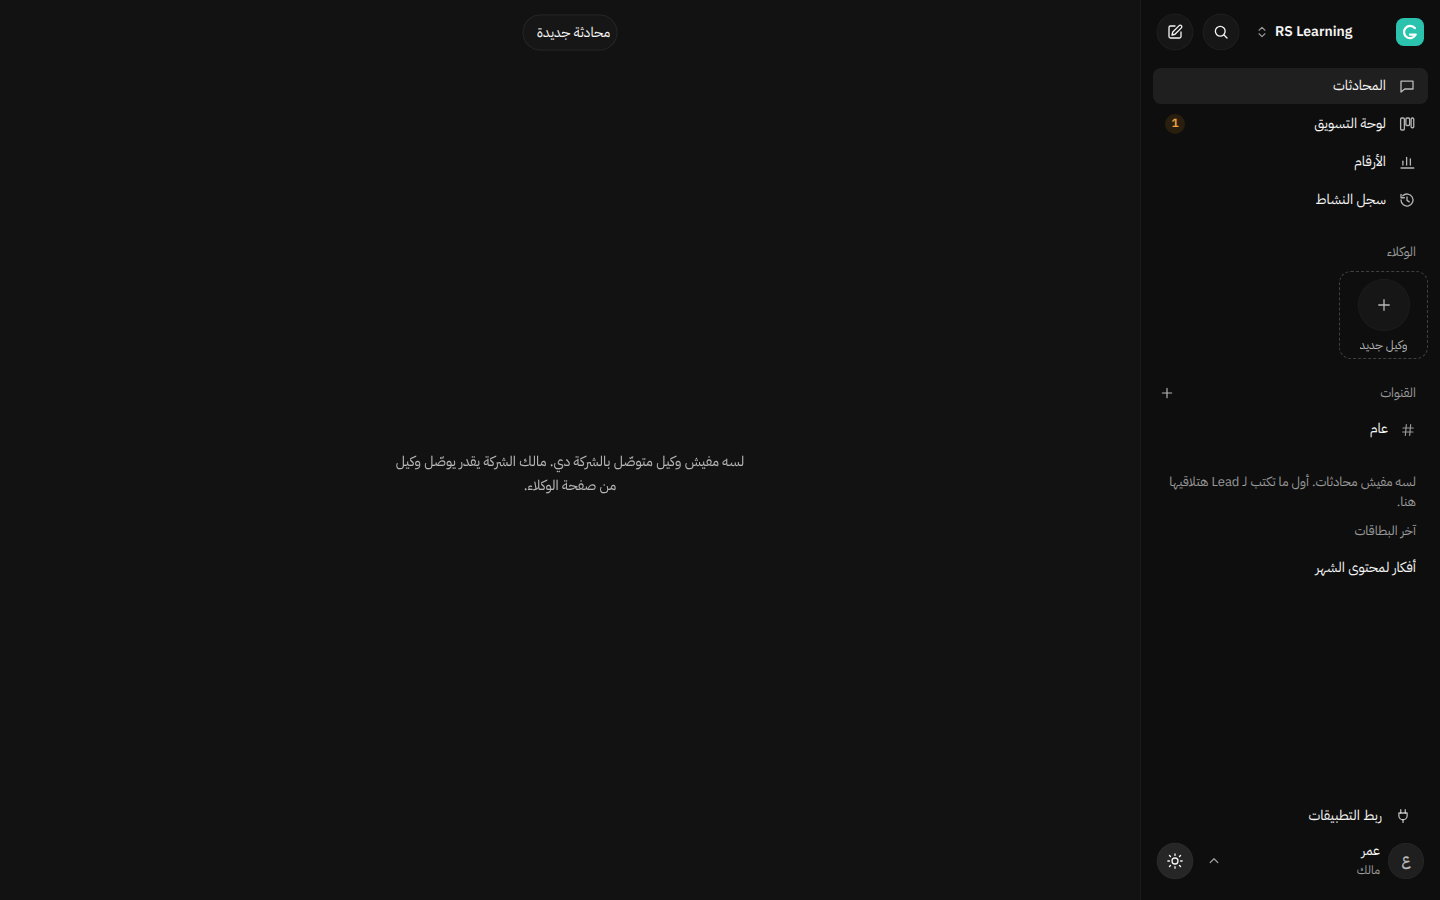 RS Learning
محادثة جديدة
المحادثات
لوحة التسويق
1
الأرقام
سجل النشاط
الوكلاء
وكيل جديد
القنوات
عام
لسه مفيش محادثات. أول ما تكتب لـ Lead هتلاقيها
هنا.
آخر البطاقات
أفكار لمحتوى الشهر
لسه مفيش وكيل متوصّل بالشركة دي. مالك الشركة يقدر يوصّل وكيل
من صفحة الوكلاء.
ربط التطبيقات
ع
عمر
مالك